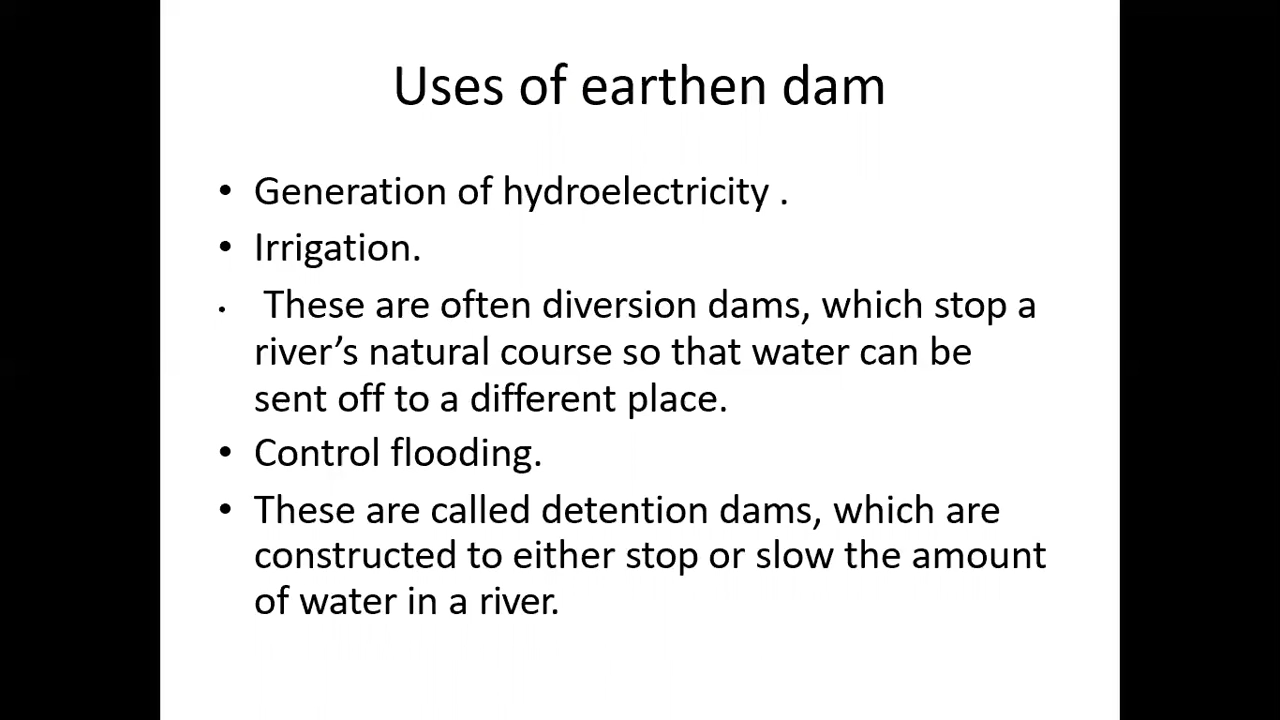 Uses of earthen dam
• Generation of hydroelectricity .
• Irrigation.
• These are often diversion dams, which stop a
river’s natural course so that water can be
sent off to a different place.
• Control flooding.
• These are called detention dams, which are
constructed to either stop or slow the amount
of water in a river.